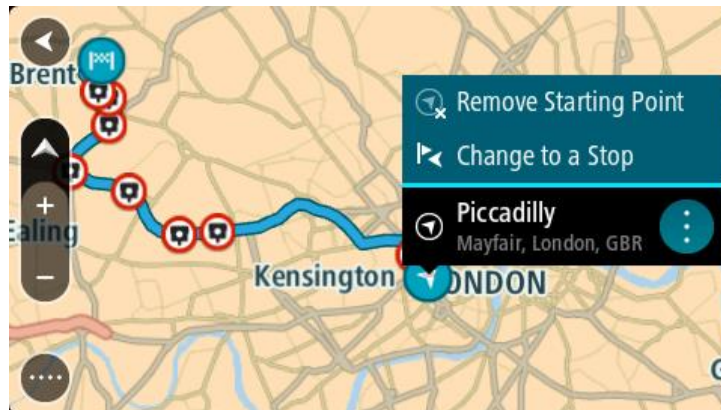 Brent
Remove Starting Point
Change to a Stop
Piccadilly
Mayfair, London, GBR
Ealing
Kensington
ONDON
G